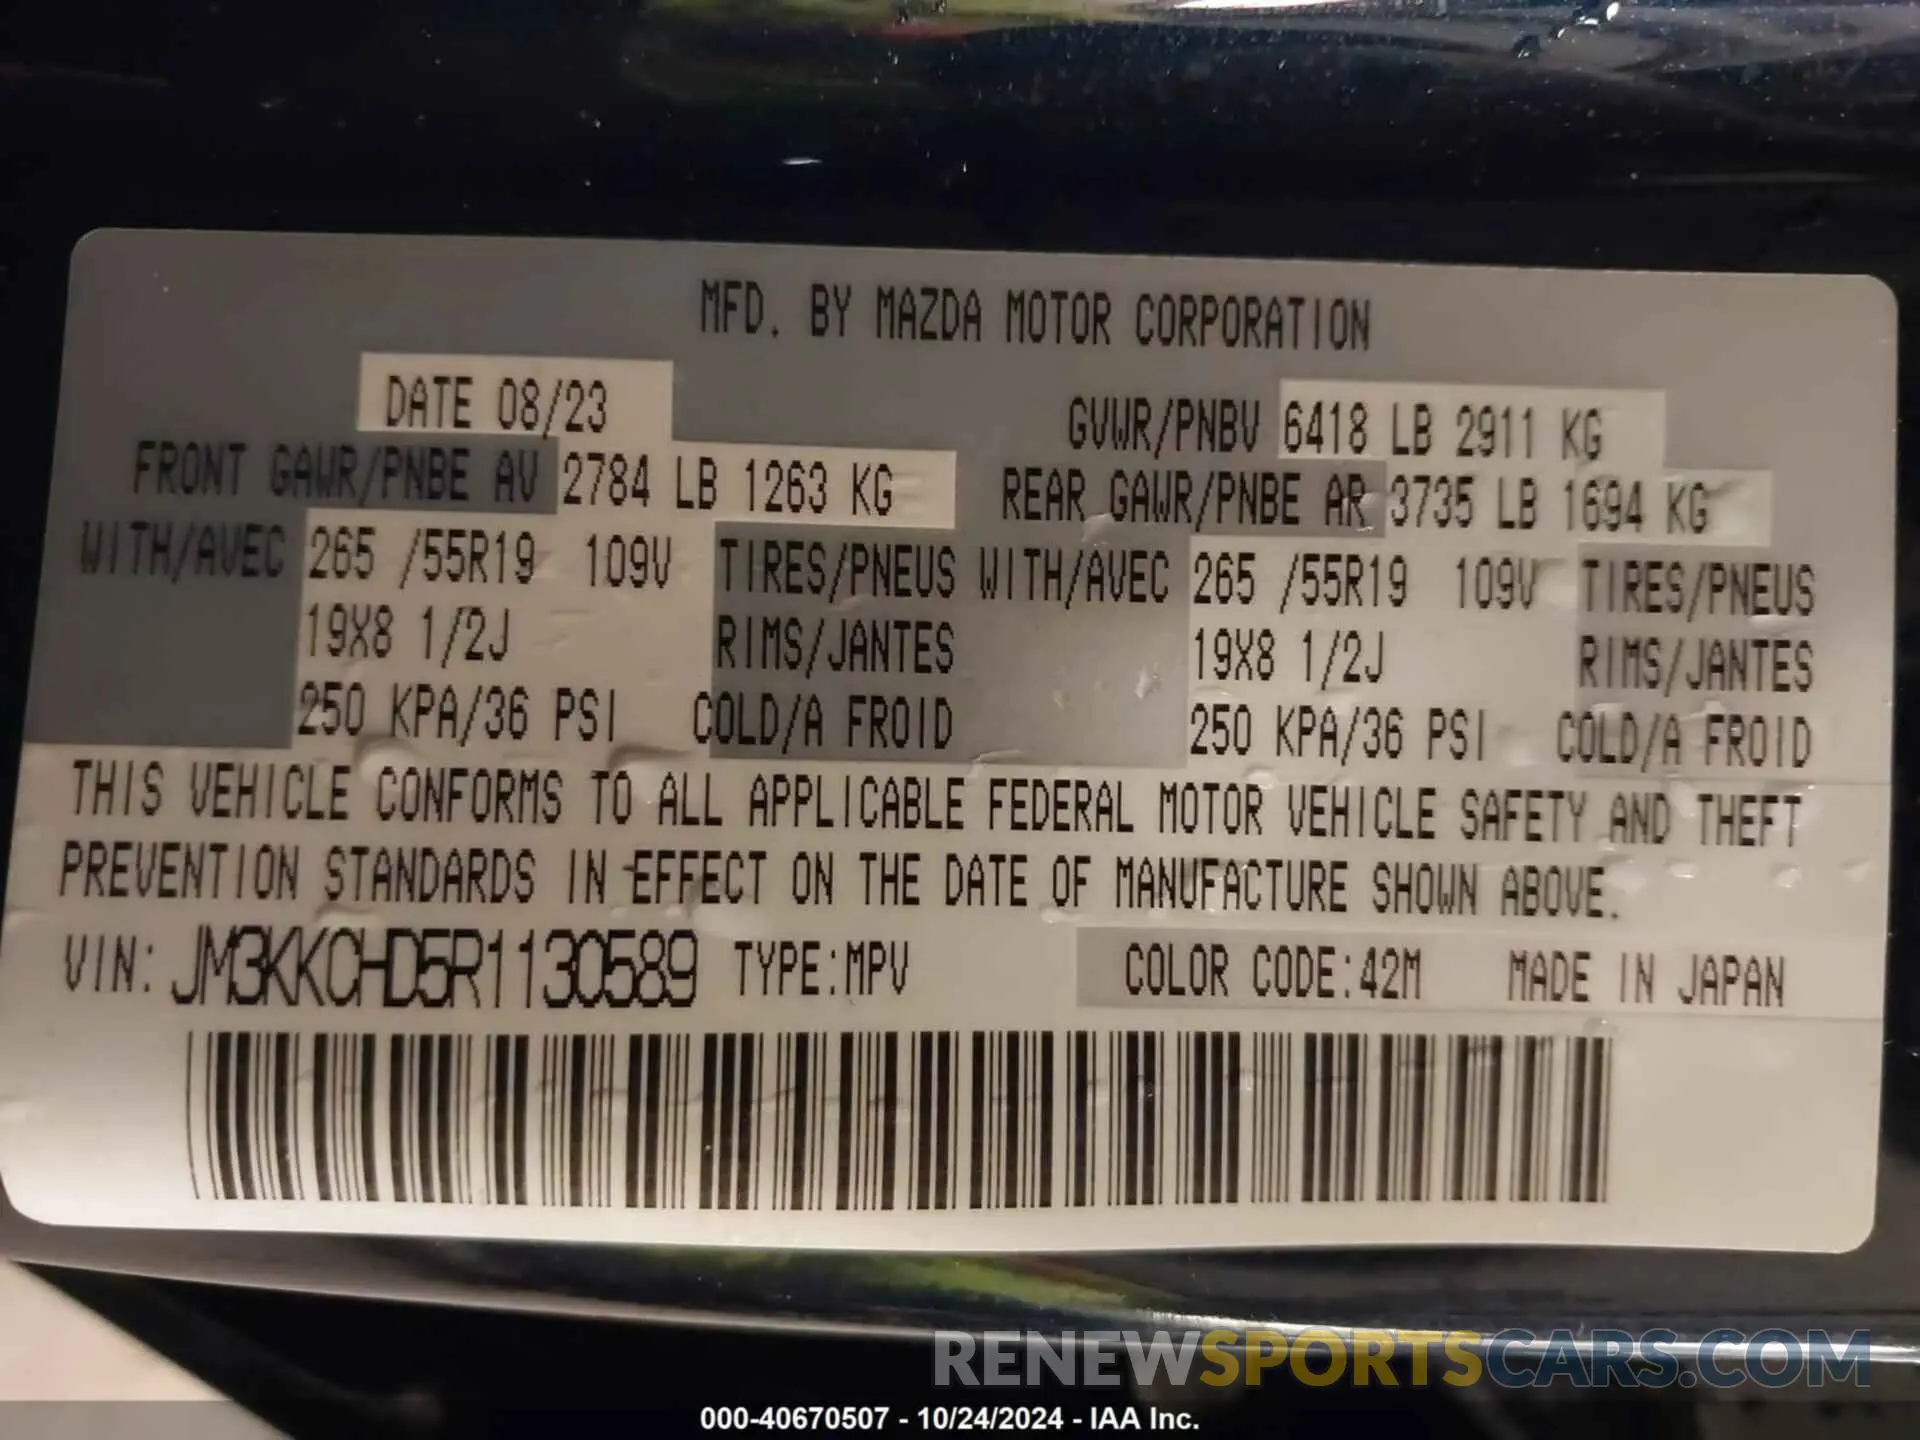 MFD. BY MAZDA MOTOR CORPORATION
DATE 08/23 GVWR/PNBV 6418 LB 2911 KG
FRONT GAWR/PNBE AV 2784 LB 1263 KG REAR GAWR/PNBE AR 3735 LB 1694 KG
WITH/AVEC 265 /55R19 109V TIRES/PNEUS WITH/AVEC 265 /55R19 109V TIRES/PNEUS
19X8 1/2J RIMS/JANTES 19X8 1/2J RIMS/JANTES
250 KPA/36 PSI COLD/A FROID 250 KPA/36 PSI COLD/A FROID
THIS VEHICLE CONFORMS TO ALL APPLICABLE FEDERAL MOTOR VEHICLE SAFETY AND THEFT
PREVENTION STANDARDS IN EFFECT ON THE DATE OF MANUFACTURE SHOWN ABOVE.
VIN: JM3KKCHD5R1130589 TYPE:MPV COLOR CODE:42M MADE IN JAPAN
RENEWSPORTSCARS.COM
000-40670507 - 10/24/2024 - IAA Inc.